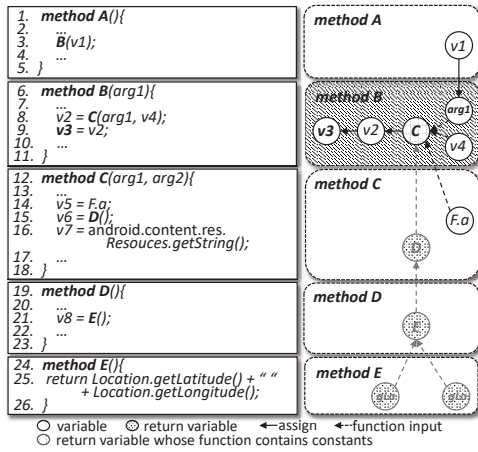 1. method A(){
2. ...
3. B(v1);
4. ...
5. }
6. method B(arg1){
7. ...
8. v2 = C(arg1, v4);
9. v3 = v2;
10. ...
11. }
12. method C(arg1, arg2){
13. ...
14. v5 = F.a;
15. v6 = D();
16. v7 = android.content.res.
Resouces.getString();
17. ...
18. }
19. method D(){
20. ...
21. v8 = E();
22. ...
23. }
24. method E(){
25. return Location.getLatitude() + " "
+ Location.getLongitude();
26. }
method A
v1
method B
arg1
v3
v2
C
v4
method C
F.a
D
method D
E
method E
variable
return variable
assign
function input
return variable whose function contains constants